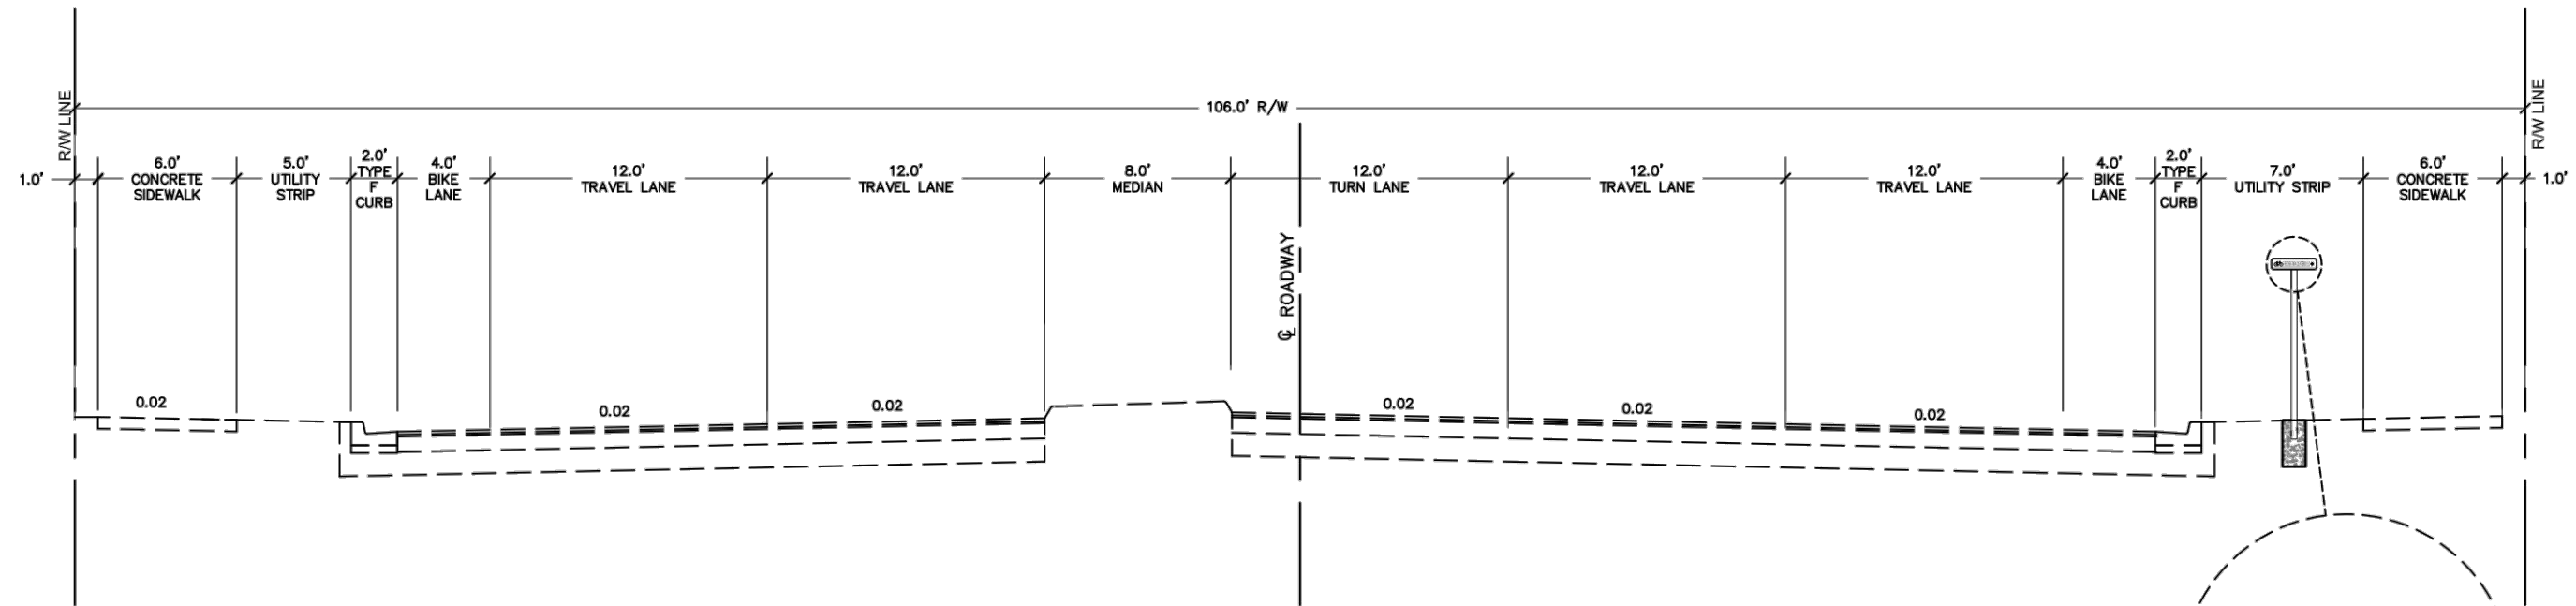 106.0' R/W
R/W LINE
R/W LINE
1.0'
6.0'
CONCRETE
SIDEWALK
5.0'
UTILITY
STRIP
2.0'
TYPE
F
CURB
4.0'
BIKE
LANE
12.0'
TRAVEL LANE
12.0'
TRAVEL LANE
8.0'
MEDIAN
12.0'
TURN LANE
12.0'
TRAVEL LANE
12.0'
TRAVEL LANE
4.0'
BIKE
LANE
2.0'
TYPE
F
CURB
7.0'
UTILITY STRIP
6.0'
CONCRETE
SIDEWALK
1.0'
℄ ROADWAY
0.02
0.02
0.02
0.02
0.02
0.02